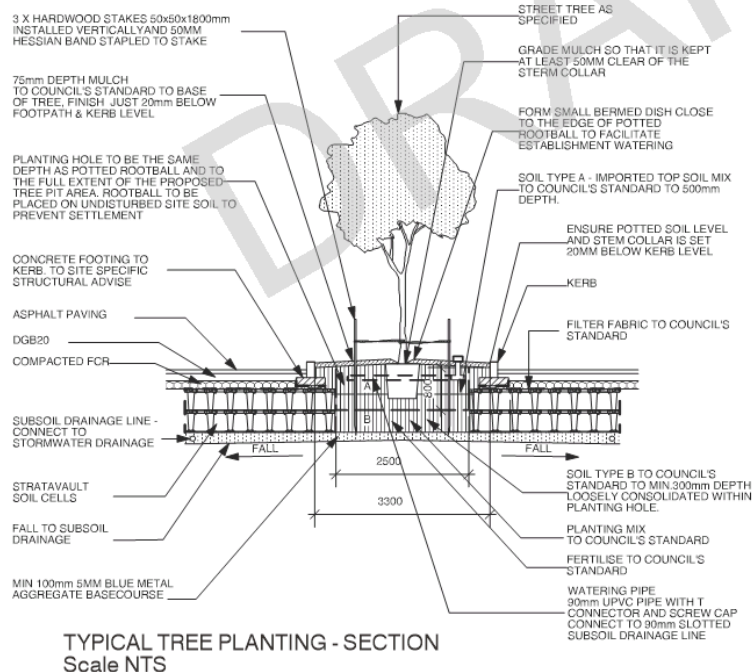 3 X HARDWOOD STAKES 50x50x1800mm
INSTALLED VERTICALLYAND 50MM
HESSIAN BAND STAPLED TO STAKE
75mm DEPTH MULCH
TO COUNCIL'S STANDARD TO BASE
OF TREE, FINISH JUST 20mm BELOW
FOOTPATH & KERB LEVEL
PLANTING HOLE TO BE THE SAME
DEPTH AS POTTED ROOTBALL AND TO
THE FULL EXTENT OF THE PROPOSED
TREE PIT AREA. ROOTBALL TO BE
PLACED ON UNDISTURBED SITE SOIL TO
PREVENT SETTLEMENT
CONCRETE FOOTING TO
KERB. TO SITE SPECIFIC
STRUCTURAL ADVISE
ASPHALT PAVING
DGB20
COMPACTED FCR
SUBSOIL DRAINAGE LINE -
CONNECT TO
STORMWATER DRAINAGE
STRATAVAULT
SOIL CELLS
FALL TO SUBSOIL
DRAINAGE
MIN 100mm 5MM BLUE METAL
AGGREGATE BASECOURSE
STREET TREE AS
SPECIFIED
GRADE MULCH SO THAT IT IS KEPT
AT LEAST 50MM CLEAR OF THE
STERM COLLAR
FORM SMALL BERMED DISH CLOSE
TO THE EDGE OF POTTED
ROOTBALL TO FACILITATE
ESTABLISHMENT WATERING
SOIL TYPE A - IMPORTED TOP SOIL MIX
TO COUNCIL'S STANDARD TO 500mm
DEPTH.
ENSURE POTTED SOIL LEVEL
AND STEM COLLAR IS SET
20MM BELOW KERB LEVEL
KERB
FILTER FABRIC TO COUNCIL'S
STANDARD
SOIL TYPE B TO COUNCIL'S
STANDARD TO MIN.300mm DEPTH
LOOSELY CONSOLIDATED WITHIN
PLANTING HOLE.
PLANTING MIX
TO COUNCIL'S STANDARD
FERTILISE TO COUNCIL'S
STANDARD
WATERING PIPE
90mm UPVC PIPE WITH T
CONNECTOR AND SCREW CAP
CONNECT TO 90mm SLOTTED
SUBSOIL DRAINAGE LINE
A
B
800
FALL
FALL
2500
3300
TYPICAL TREE PLANTING - SECTION
Scale NTS